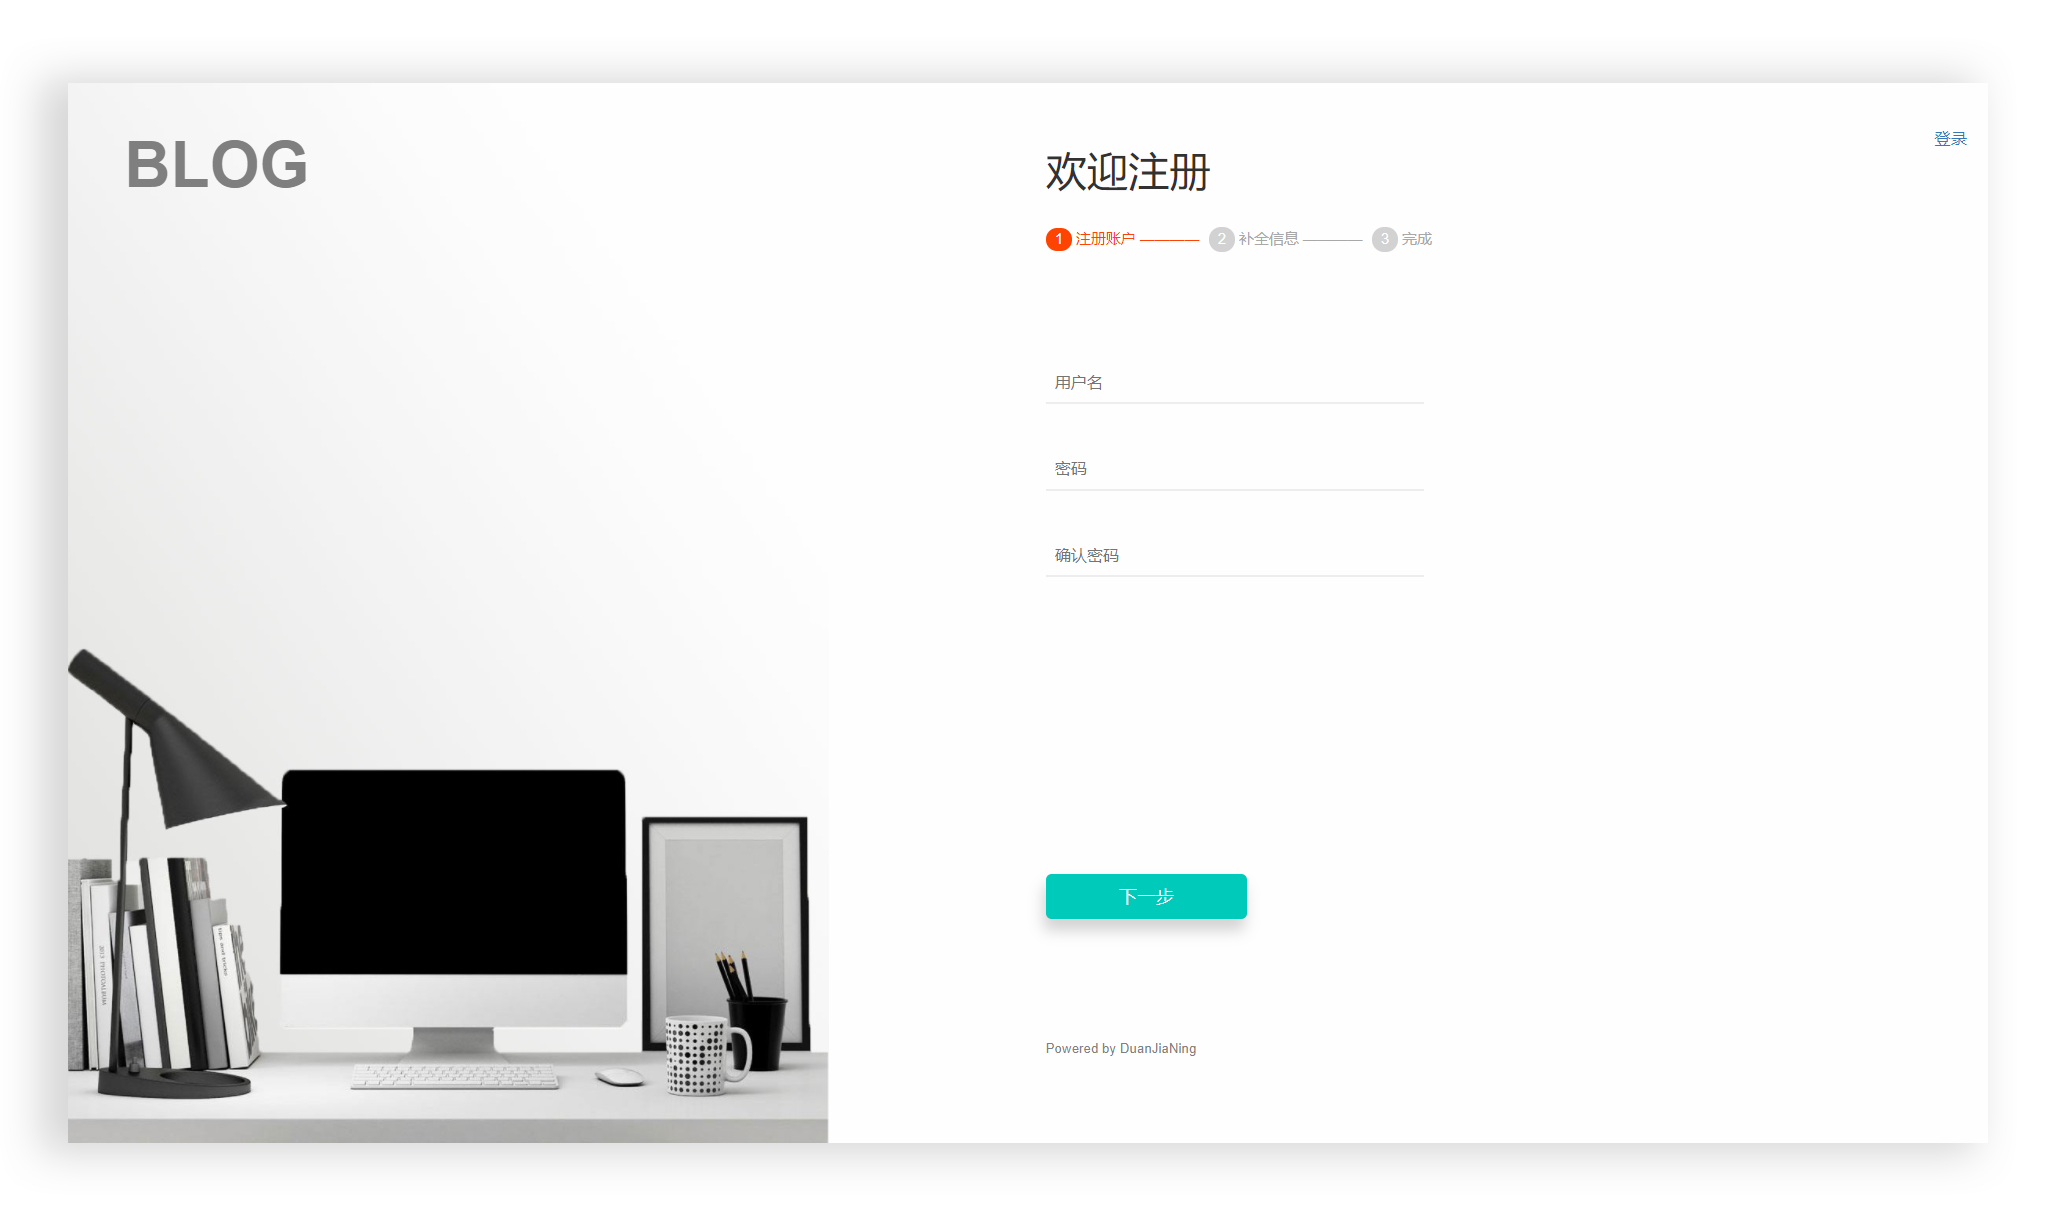 BLOG
登录
欢迎注册
1 注册账户 ———— 2 补全信息 ———— 3 完成
用户名
密码
确认密码
下一步
Powered by DuanJiaNing